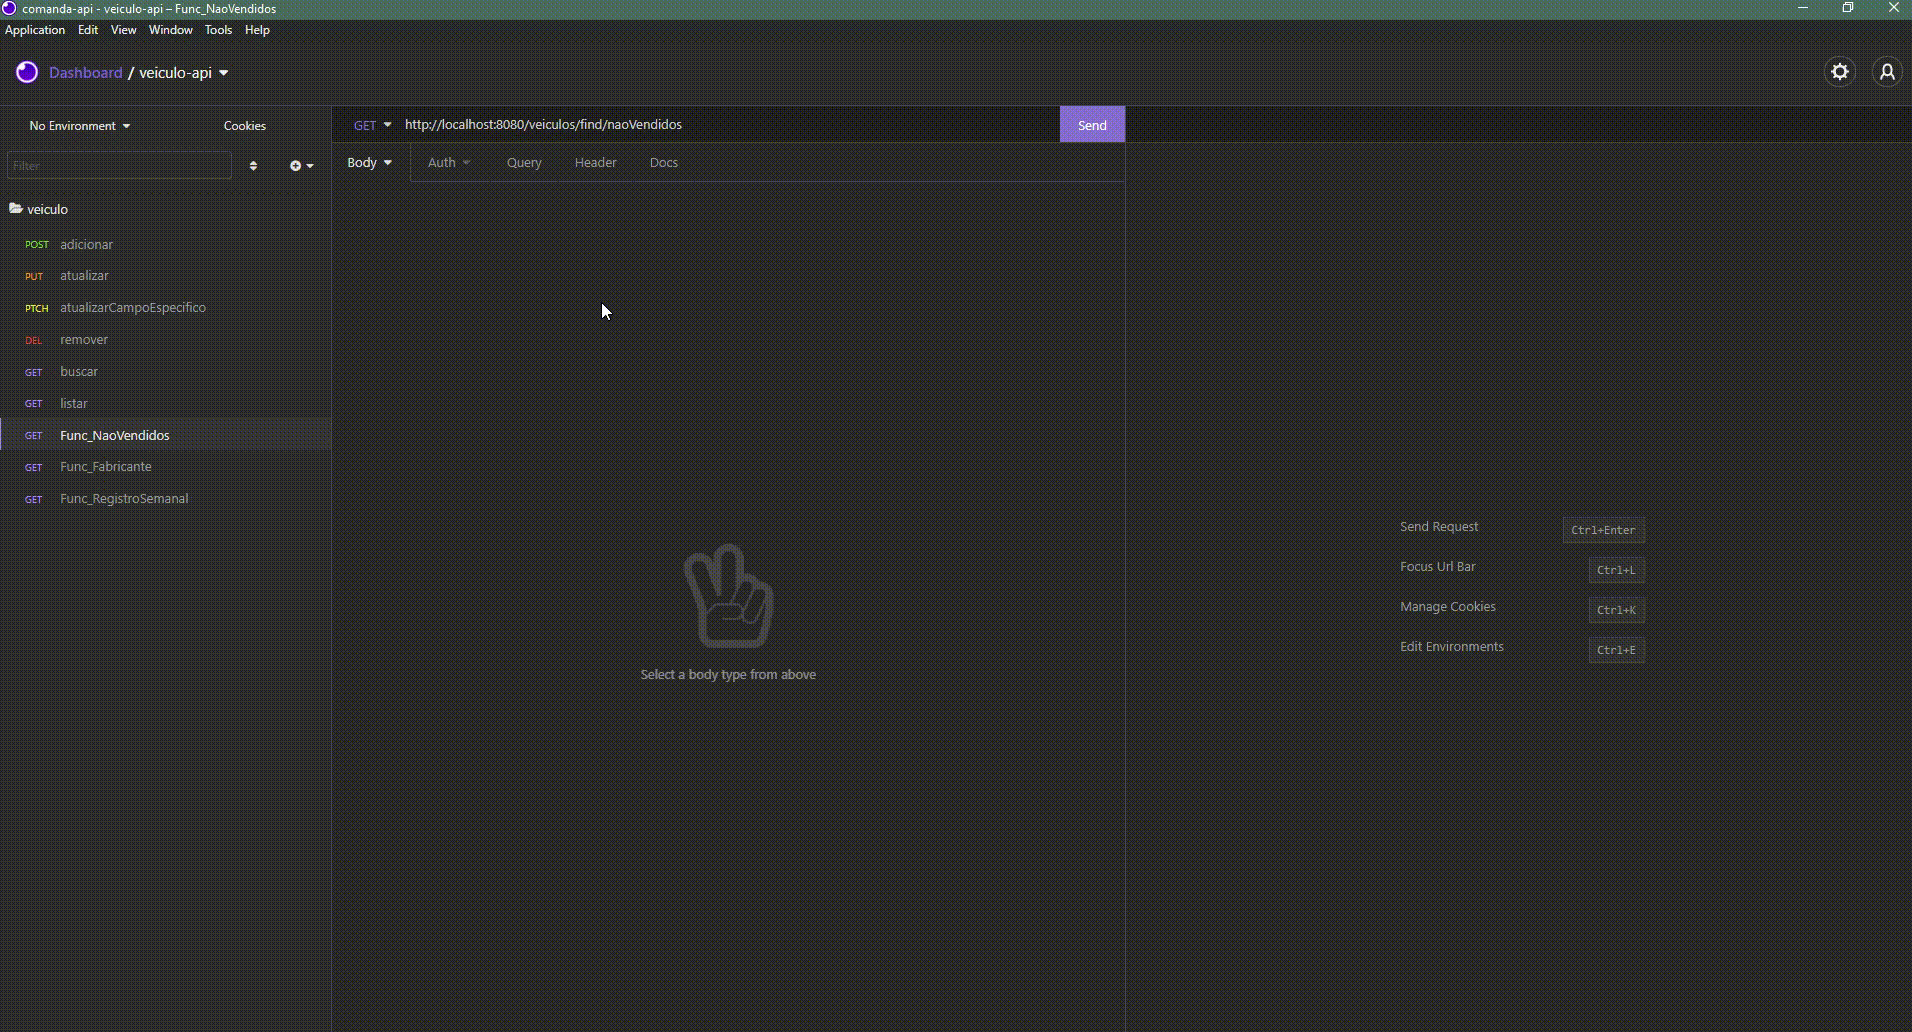 comanda-api - veiculo-api – Func_NaoVendidos
Application Edit View Window Tools Help
Dashboard / veiculo-api
No Environment Cookies
GET http://localhost:8080/veiculos/find/naoVendidos Send
Filter
Body Auth Query Header Docs
veiculo
POST adicionar
PUT atualizar
PTCH atualizarCampoEspecifico
DEL remover
GET buscar
GET listar
GET Func_NaoVendidos
GET Func_Fabricante
GET Func_RegistroSemanal
Select a body type from above
Send Request Ctrl+Enter
Focus Url Bar Ctrl+L
Manage Cookies Ctrl+K
Edit Environments Ctrl+E